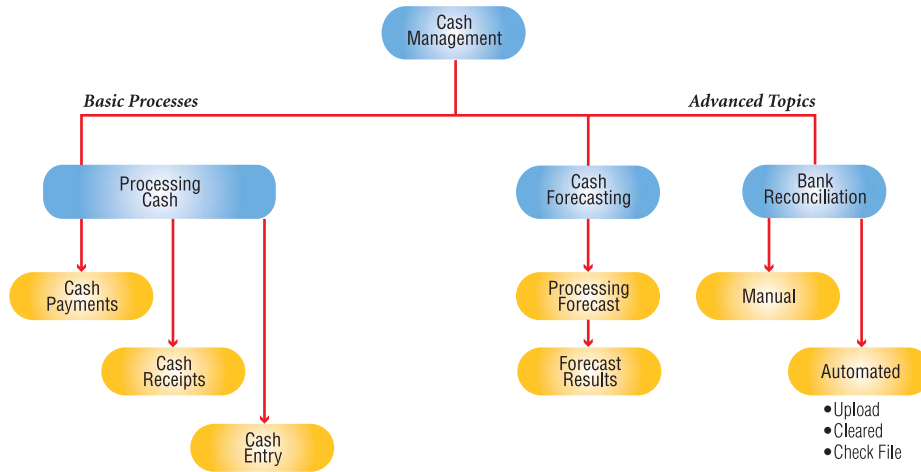 Cash
Management
Basic Processes
Advanced Topics
Processing
Cash
Cash
Forecasting
Bank
Reconciliation
Cash
Payments
Processing
Forecast
Manual
Cash
Receipts
Forecast
Results
Automated
•Upload
•Cleared
•Check File
Cash
Entry